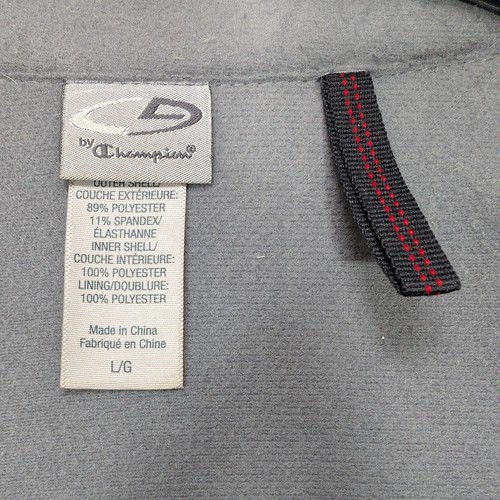 by Champion®
OUTER SHELL/
COUCHE EXTÉRIEURE:
89% POLYESTER
11% SPANDEX/
ÉLASTHANNE
INNER SHELL/
COUCHE INTÉRIEURE:
100% POLYESTER
LINING/DOUBLURE:
100% POLYESTER
Made in China
Fabriqué en Chine
L/G